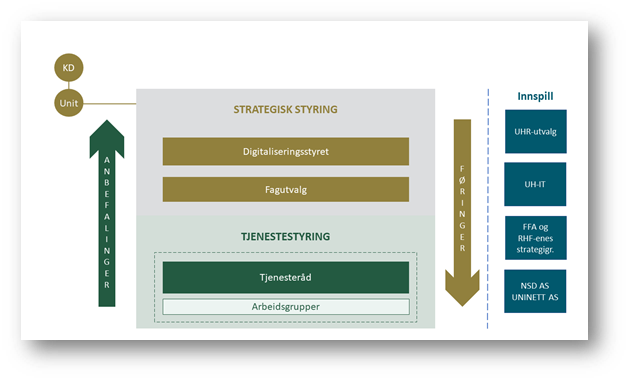 KD
Unit
ANBEFALINGER
STRATEGISK STYRING
Digitaliseringsstyret
Fagutvalg
TJENESTESTYRING
Tjenesteråd
Arbeidsgrupper
FØRINGER
Innspill
UHR-utvalg
UH-IT
FFA og
RHF-enes
strategigr.
NSD AS
UNINETT AS